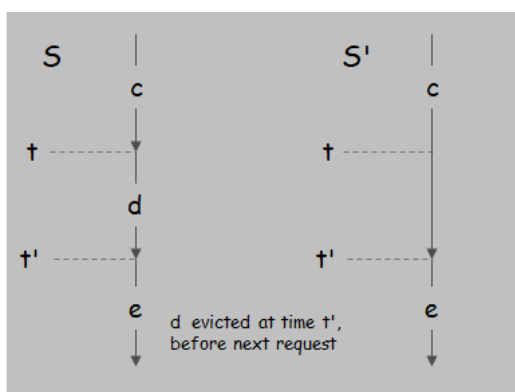 S S'
c c
t t
d
t' t'
e e
d evicted at time t',
before next request